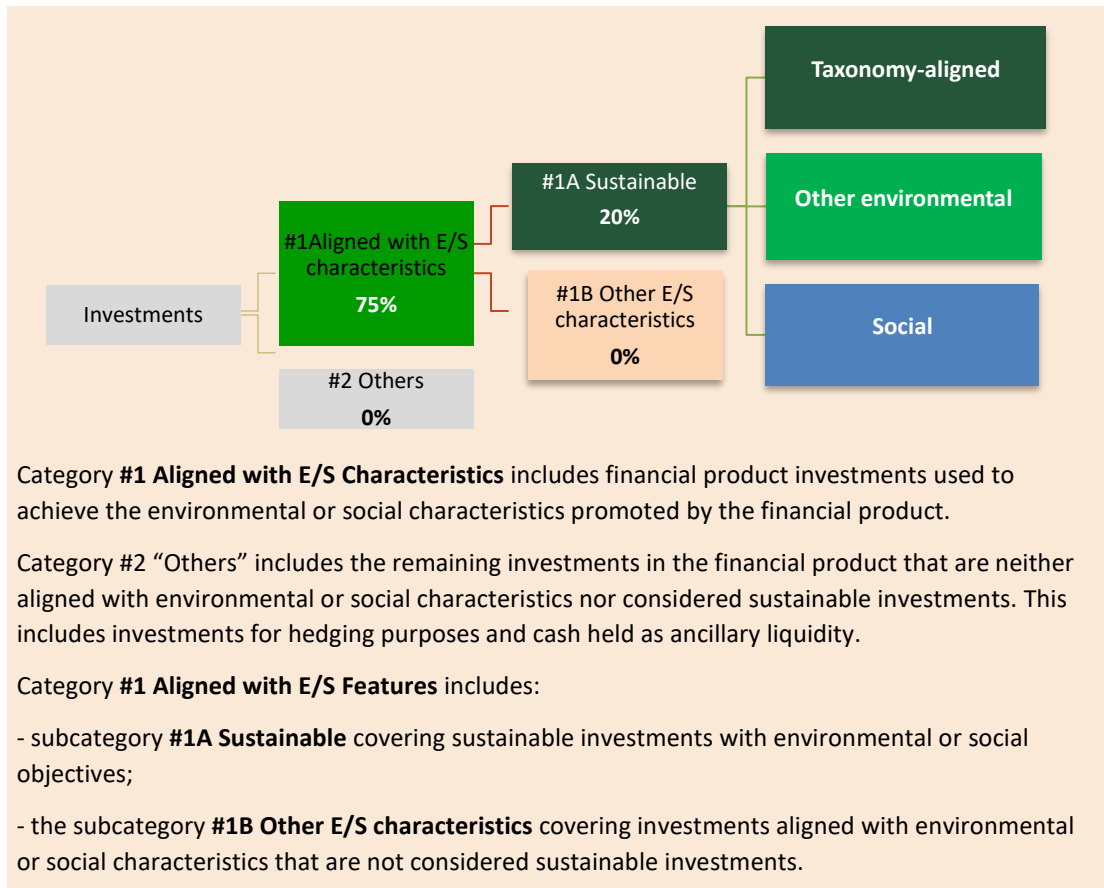 Taxonomy-aligned
#1A Sustainable
20%
Other environmental
#1Aligned with E/S
characteristics
75%
Investments
#1B Other E/S
characteristics
0%
Social
#2 Others
0%
Category #1 Aligned with E/S Characteristics includes financial product investments used to
achieve the environmental or social characteristics promoted by the financial product.
Category #2 “Others” includes the remaining investments in the financial product that are neither
aligned with environmental or social characteristics nor considered sustainable investments. This
includes investments for hedging purposes and cash held as ancillary liquidity.
Category #1 Aligned with E/S Features includes:
- subcategory #1A Sustainable covering sustainable investments with environmental or social
objectives;
- the subcategory #1B Other E/S characteristics covering investments aligned with environmental
or social characteristics that are not considered sustainable investments.